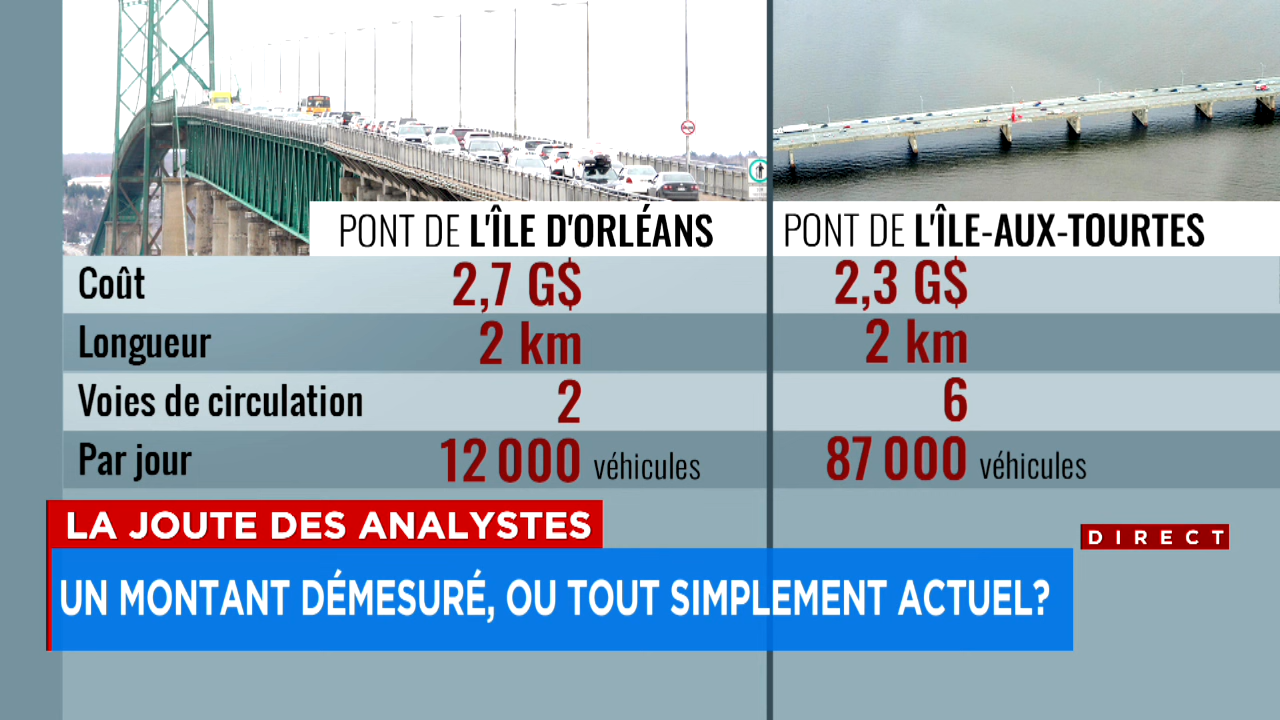 PONT DE L'ÎLE D'ORLÉANS
PONT DE L'ÎLE-AUX-TOURTES
Coût 2,7 G$ 2,3 G$
Longueur 2 km 2 km
Voies de circulation 2 6
Par jour 12 000 véhicules 87 000 véhicules
LA JOUTE DES ANALYSTES
DIRECT
UN MONTANT DÉMESURÉ, OU TOUT SIMPLEMENT ACTUEL?